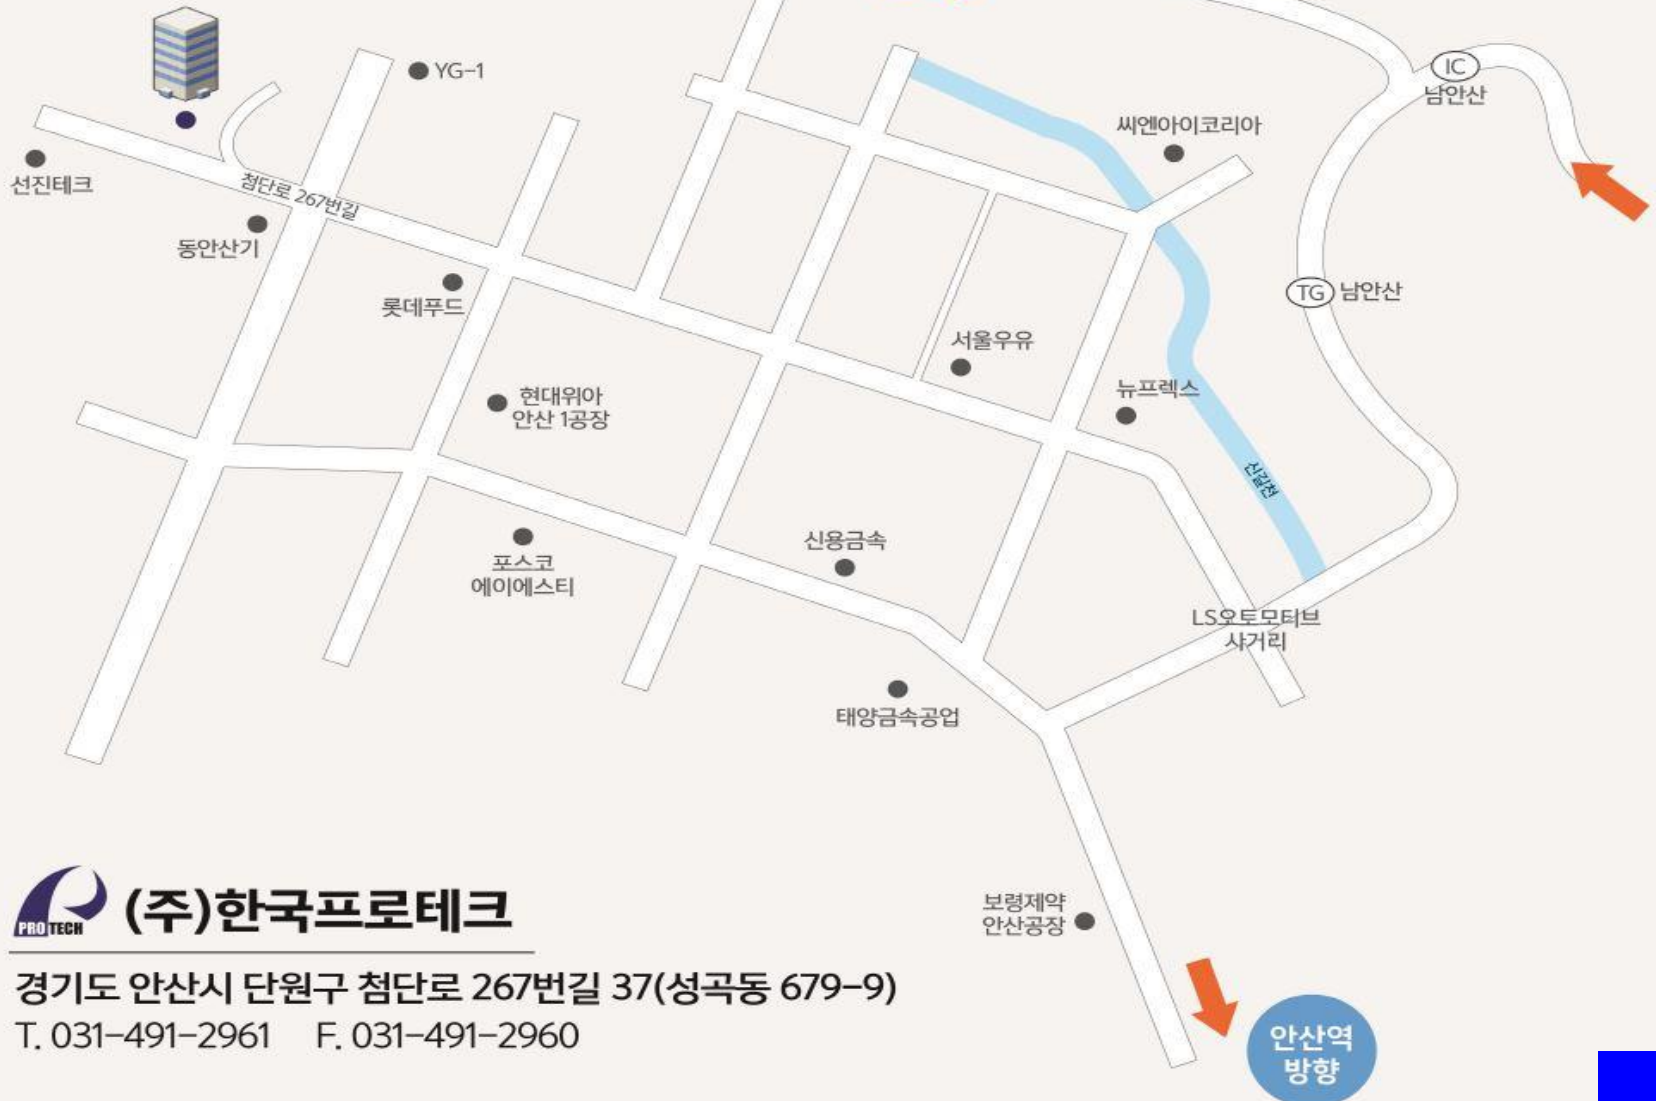 YG-1
IC
남안산
씨엔아이코리아
선진테크
첨단로 267번길
동안산기
TG 남안산
롯데푸드
서울우유
현대위아
안산 1공장
뉴프렉스
신길천
신용금속
포스코
에이에스티
LS오토모티브
사거리
태양금속공업
보령제약
안산공장
PROTECH
(주)한국프로테크
경기도 안산시 단원구 첨단로 267번길 37(성곡동 679-9)
T. 031-491-2961 F. 031-491-2960
안산역
방향